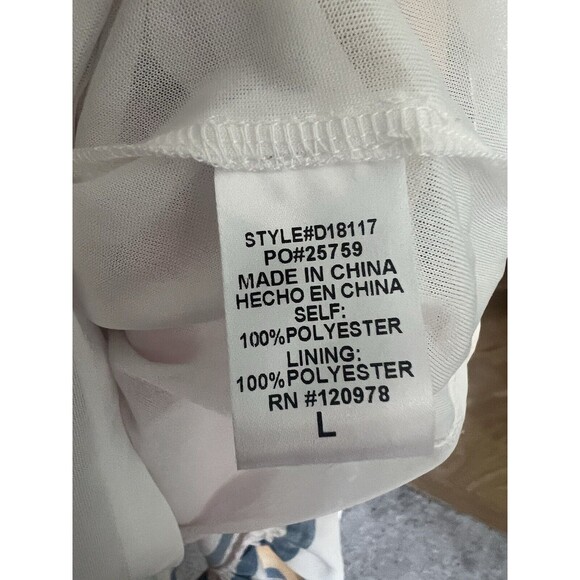 STYLE#D18117
PO#25759
MADE IN CHINA
HECHO EN CHINA
SELF:
100%POLYESTER
LINING:
100%POLYESTER
RN #120978
L